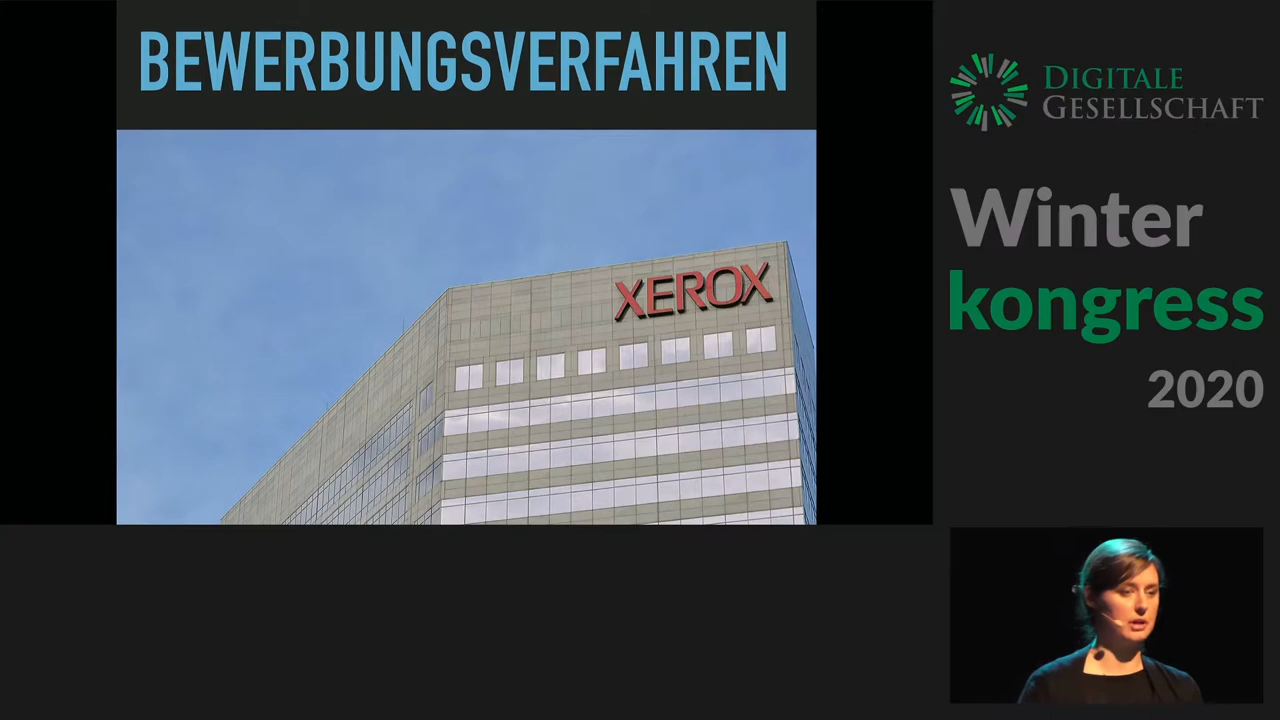 BEWERBUNGSVERFAHREN
XEROX
DIGITALE
GESELLSCHAFT
Winter
kongress
2020